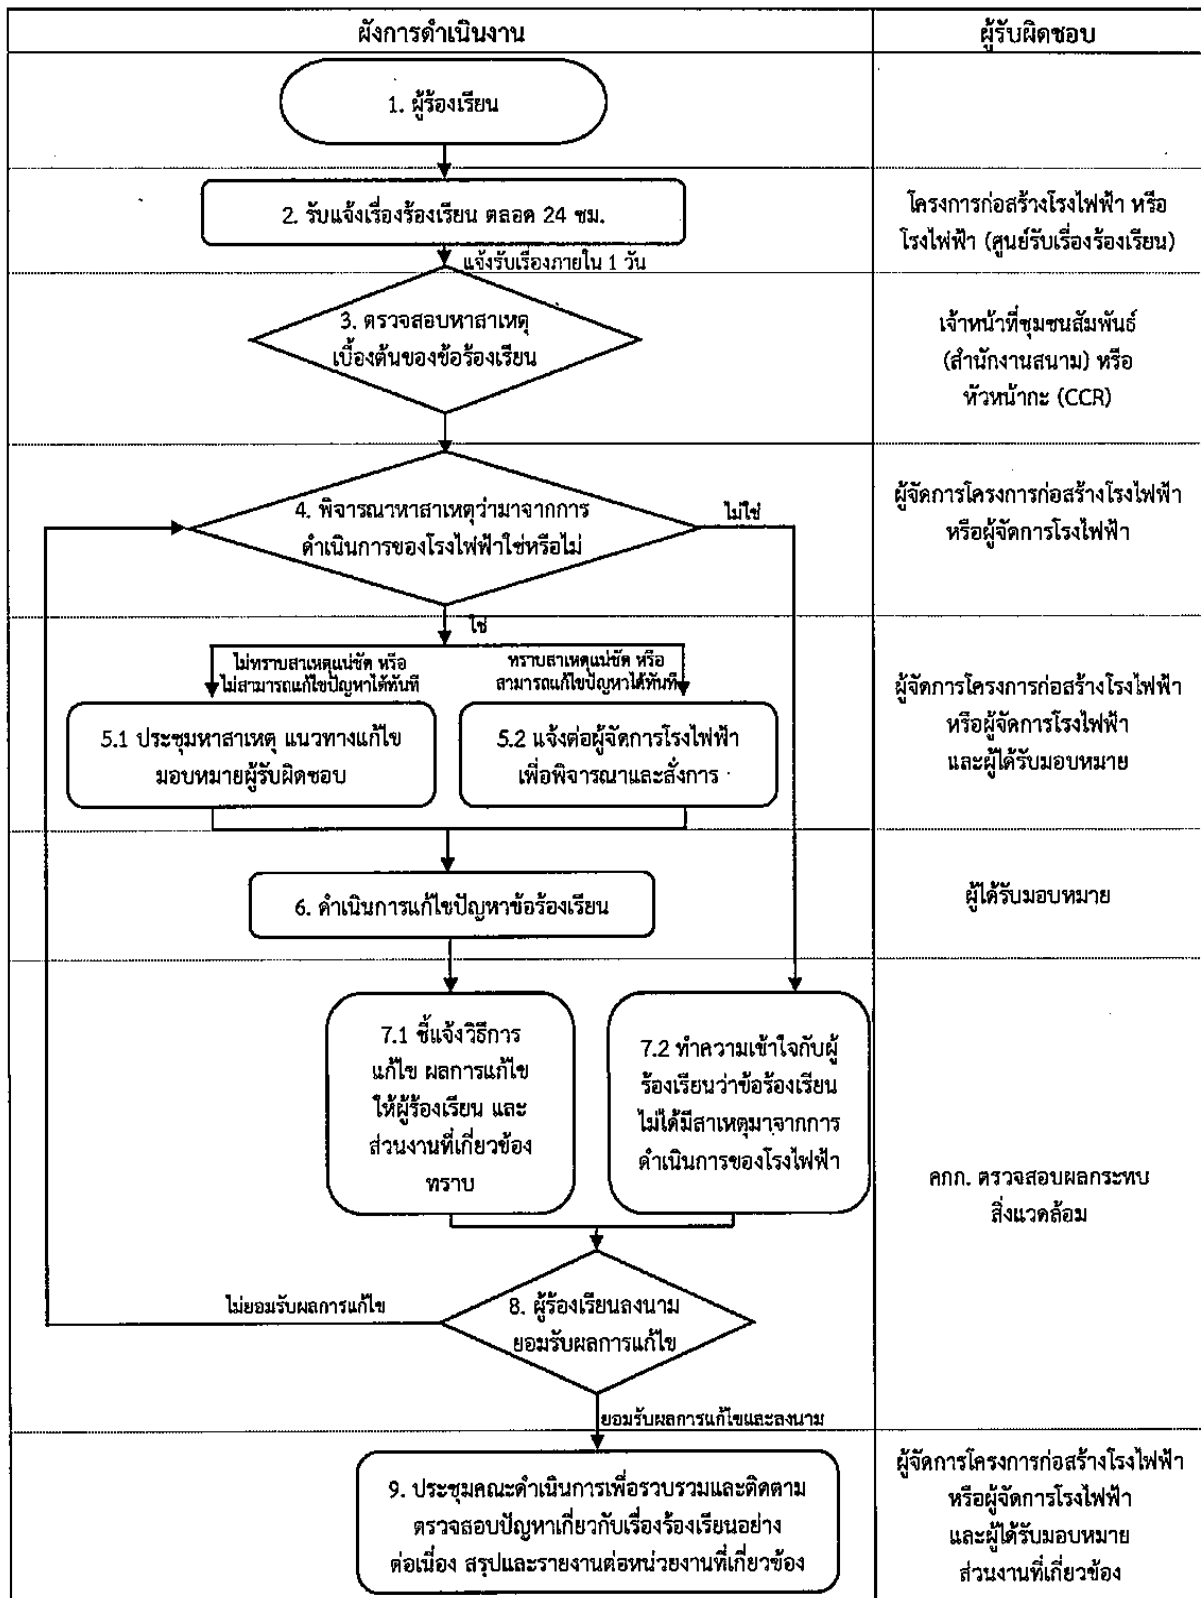 ผังการดำเนินงาน
ผู้รับผิดชอบ
1. ผู้ร้องเรียน
2. รับแจ้งเรื่องร้องเรียน ตลอด 24 ชม.
โครงการก่อสร้างโรงไฟฟ้า หรือ
โรงไฟฟ้า (ศูนย์รับเรื่องร้องเรียน)
แจ้งรับเรื่องภายใน 1 วัน
3. ตรวจสอบหาสาเหตุ
เบื้องต้นของข้อร้องเรียน
เจ้าหน้าที่ชุมชนสัมพันธ์
(สำนักงานสนาม) หรือ
หัวหน้ากะ (CCR)
4. พิจารณาหาสาเหตุว่ามาจากการ
ดำเนินการของโรงไฟฟ้าใช่หรือไม่
ไม่ใช่
ผู้จัดการโครงการก่อสร้างโรงไฟฟ้า
หรือผู้จัดการโรงไฟฟ้า
ใช่
ไม่ทราบสาเหตุแน่ชัด หรือ
ไม่สามารถแก้ไขปัญหาได้ทันที
ทราบสาเหตุแน่ชัด หรือ
สามารถแก้ไขปัญหาได้ทันที
5.1 ประชุมหาสาเหตุ แนวทางแก้ไข
มอบหมายผู้รับผิดชอบ
5.2 แจ้งต่อผู้จัดการโรงไฟฟ้า
เพื่อพิจารณาและสั่งการ
ผู้จัดการโครงการก่อสร้างโรงไฟฟ้า
หรือผู้จัดการโรงไฟฟ้า
และผู้ได้รับมอบหมาย
6. ดำเนินการแก้ไขปัญหาข้อร้องเรียน
ผู้ได้รับมอบหมาย
7.1 ชี้แจ้งวิธีการ
แก้ไข ผลการแก้ไข
ให้ผู้ร้องเรียน และ
ส่วนงานที่เกี่ยวข้อง
ทราบ
7.2 ทำความเข้าใจกับผู้
ร้องเรียนว่าข้อร้องเรียน
ไม่ได้มีสาเหตุมาจากการ
ดำเนินการของโรงไฟฟ้า
คกก. ตรวจสอบผลกระทบ
สิ่งแวดล้อม
ไม่ยอมรับผลการแก้ไข
8. ผู้ร้องเรียนลงนาม
ยอมรับผลการแก้ไข
ยอมรับผลการแก้ไขและลงนาม
9. ประชุมคณะดำเนินการเพื่อรวบรวมและติดตาม
ตรวจสอบปัญหาเกี่ยวกับเรื่องร้องเรียนอย่าง
ต่อเนื่อง สรุปและรายงานต่อหน่วยงานที่เกี่ยวข้อง
ผู้จัดการโครงการก่อสร้างโรงไฟฟ้า
หรือผู้จัดการโรงไฟฟ้า
และผู้ได้รับมอบหมาย
ส่วนงานที่เกี่ยวข้อง